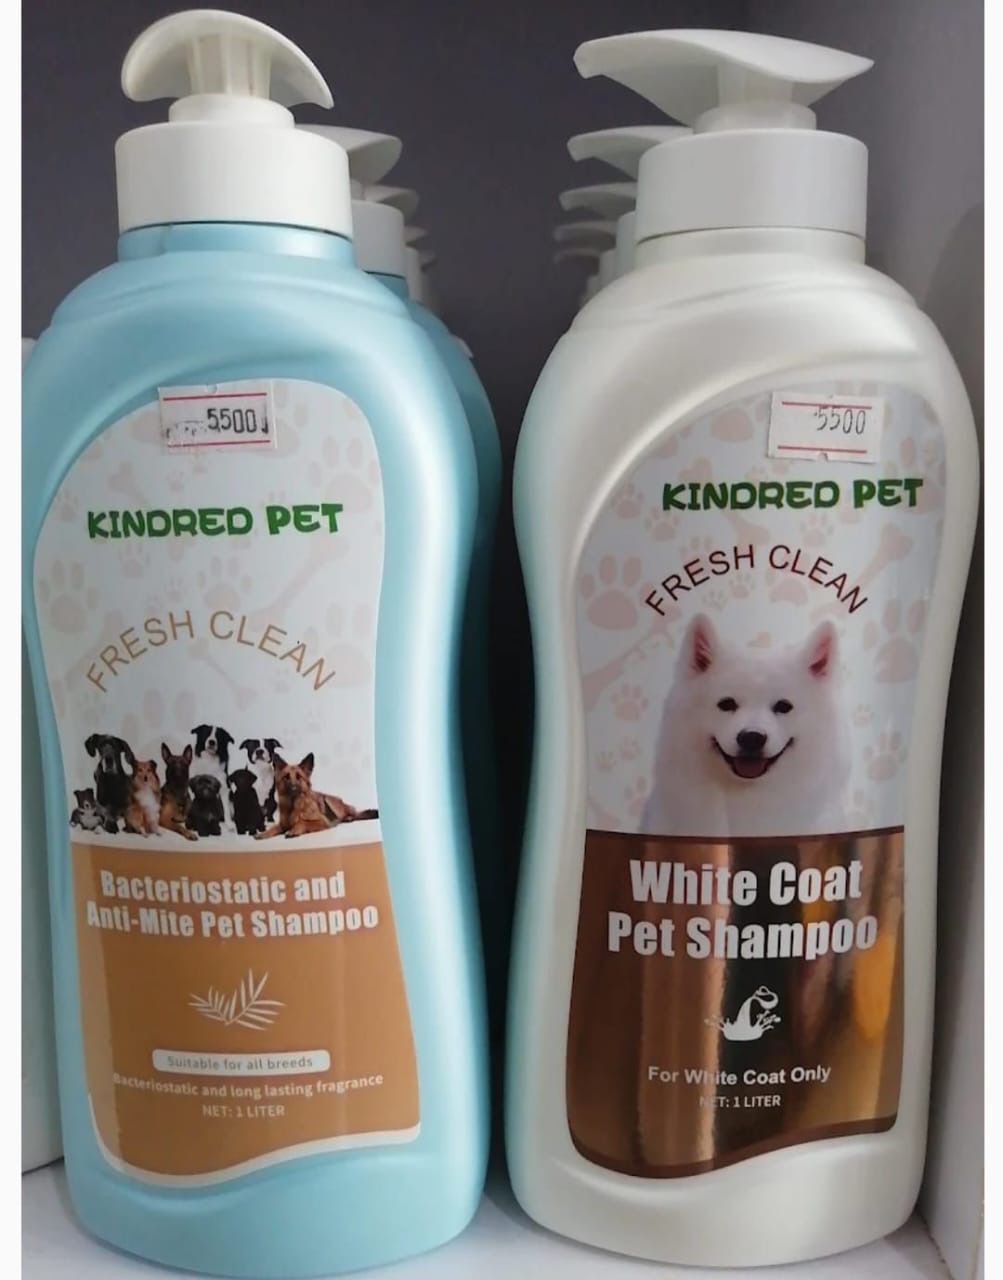 5500
KINDRED PET
FRESH CLEAN
Bacteriostatic and
Anti-Mite Pet Shampoo
Suitable for all breeds
Bacteriostatic and long lasting fragrance
NET: 1 LITER
5500
KINDRED PET
FRESH CLEAN
White Coat
Pet Shampoo
For White Coat Only
NET: 1 LITER